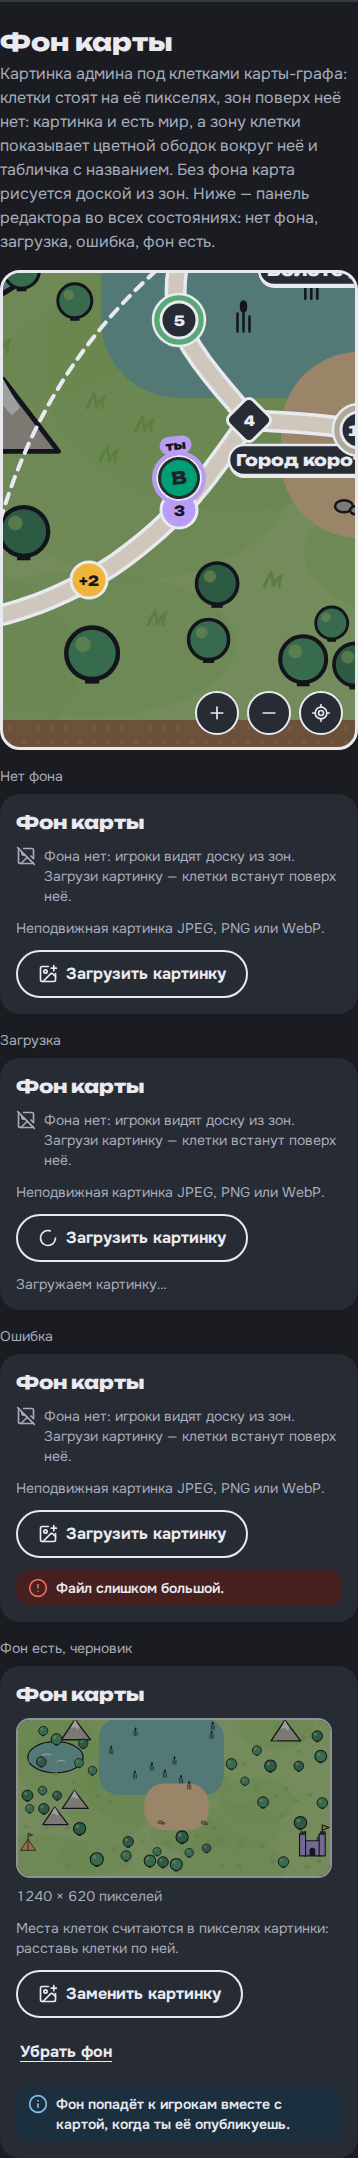 Фон карты
Картинка админа под клетками карты-графа:
клетки стоят на её пикселях, зон поверх неё
нет: картинка и есть мир, а зону клетки
показывает цветной ободок вокруг неё и
табличка с названием. Без фона карта
рисуется доской из зон. Ниже — панель
редактора во всех состояниях: нет фона,
загрузка, ошибка, фон есть.
5
4
1
Город корот
ты
В
3
+2
Нет фона
Фон карты
Фона нет: игроки видят доску из зон.
Загрузи картинку — клетки встанут поверх
неё.
Неподвижная картинка JPEG, PNG или WebP.
Загрузить картинку
Загрузка
Фон карты
Фона нет: игроки видят доску из зон.
Загрузи картинку — клетки встанут поверх
неё.
Неподвижная картинка JPEG, PNG или WebP.
Загрузить картинку
Загружаем картинку...
Ошибка
Фон карты
Фона нет: игроки видят доску из зон.
Загрузи картинку — клетки встанут поверх
неё.
Неподвижная картинка JPEG, PNG или WebP.
Загрузить картинку
Файл слишком большой.
Фон есть, черновик
Фон карты
1240 × 620 пикселей
Места клеток считаются в пикселях картинки:
расставь клетки по ней.
Заменить картинку
Убрать фон
Фон попадёт к игрокам вместе с
картой, когда ты её опубликуешь.